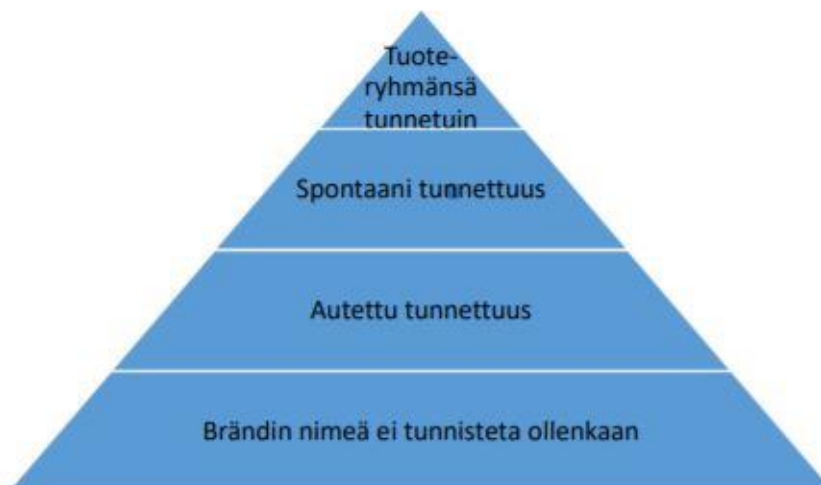 Tuote-
ryhmänsä
tunnetuin
Spontaani tunnettuus
Autettu tunnettuus
Brändin nimeä ei tunnisteta ollenkaan